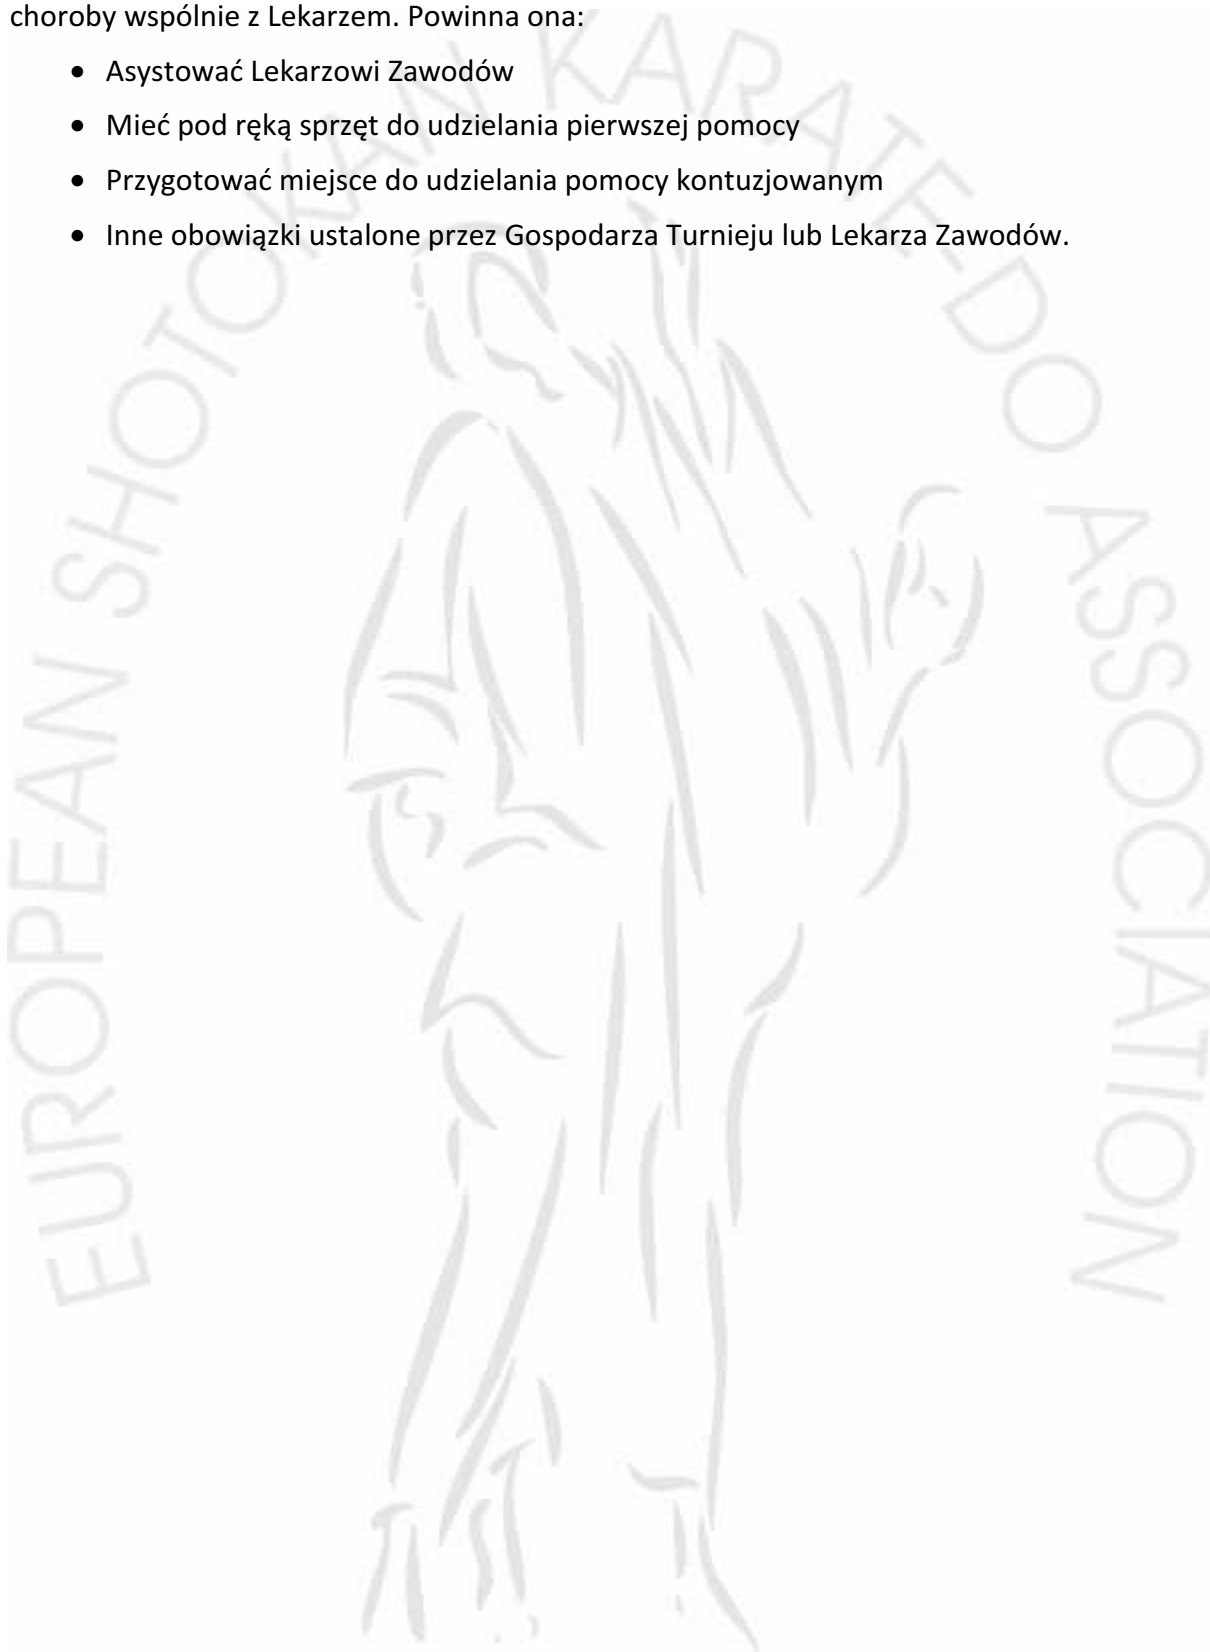 choroby wspólnie z Lekarzem. Powinna ona:
• Asystować Lekarzowi Zawodów
• Mieć pod ręką sprzęt do udzielania pierwszej pomocy
• Przygotować miejsce do udzielania pomocy kontuzjowanym
• Inne obowiązki ustalone przez Gospodarza Turnieju lub Lekarza Zawodów.
EUROPEAN SHOTOKAN KARATE-DO ASSOCIATION